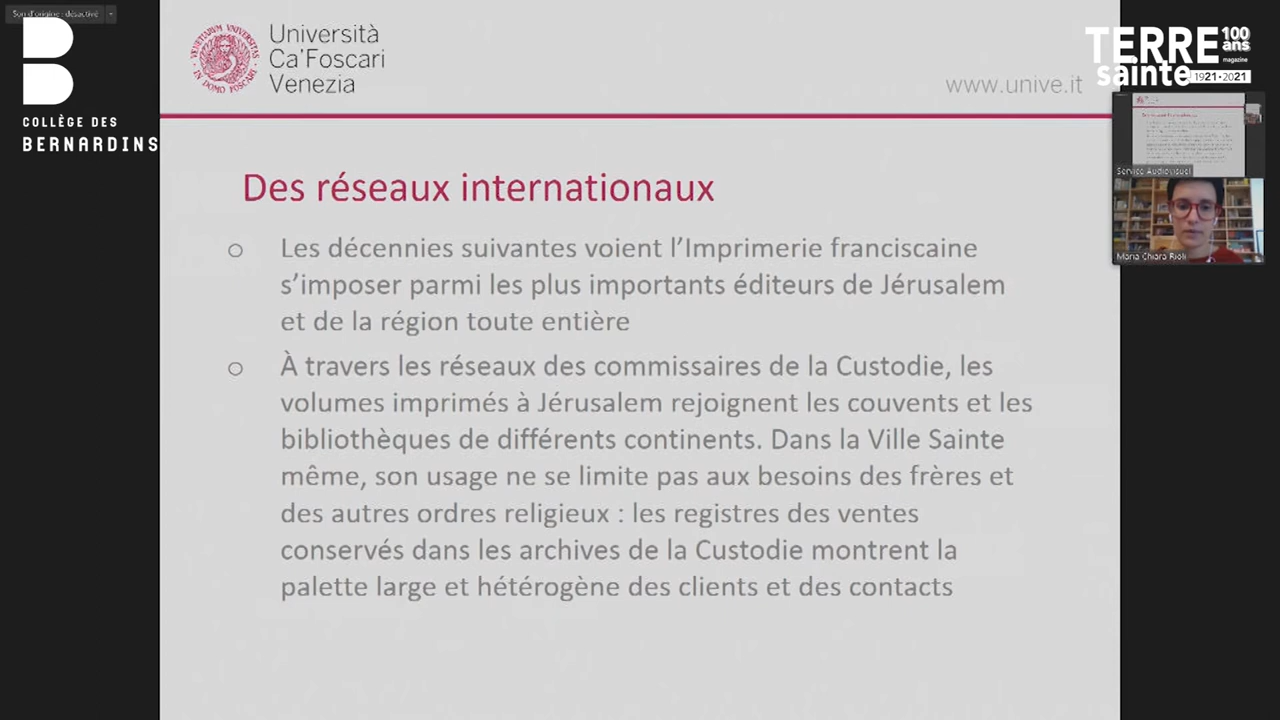 Son d'origine : désactivé
COLLÈGE DES
BERNARDINS
Università
Ca'Foscari
Venezia
www.unive.it
TERRE
sainte
100
ans
magazine
1921·2021
Service Audiovisuel
Maria Chiara Rioli
Des réseaux internationaux
Les décennies suivantes voient l'Imprimerie franciscaine
s'imposer parmi les plus importants éditeurs de Jérusalem
et de la région toute entière
À travers les réseaux des commissaires de la Custodie, les
volumes imprimés à Jérusalem rejoignent les couvents et les
bibliothèques de différents continents. Dans la Ville Sainte
même, son usage ne se limite pas aux besoins des frères et
des autres ordres religieux : les registres des ventes
conservés dans les archives de la Custodie montrent la
palette large et hétérogène des clients et des contacts